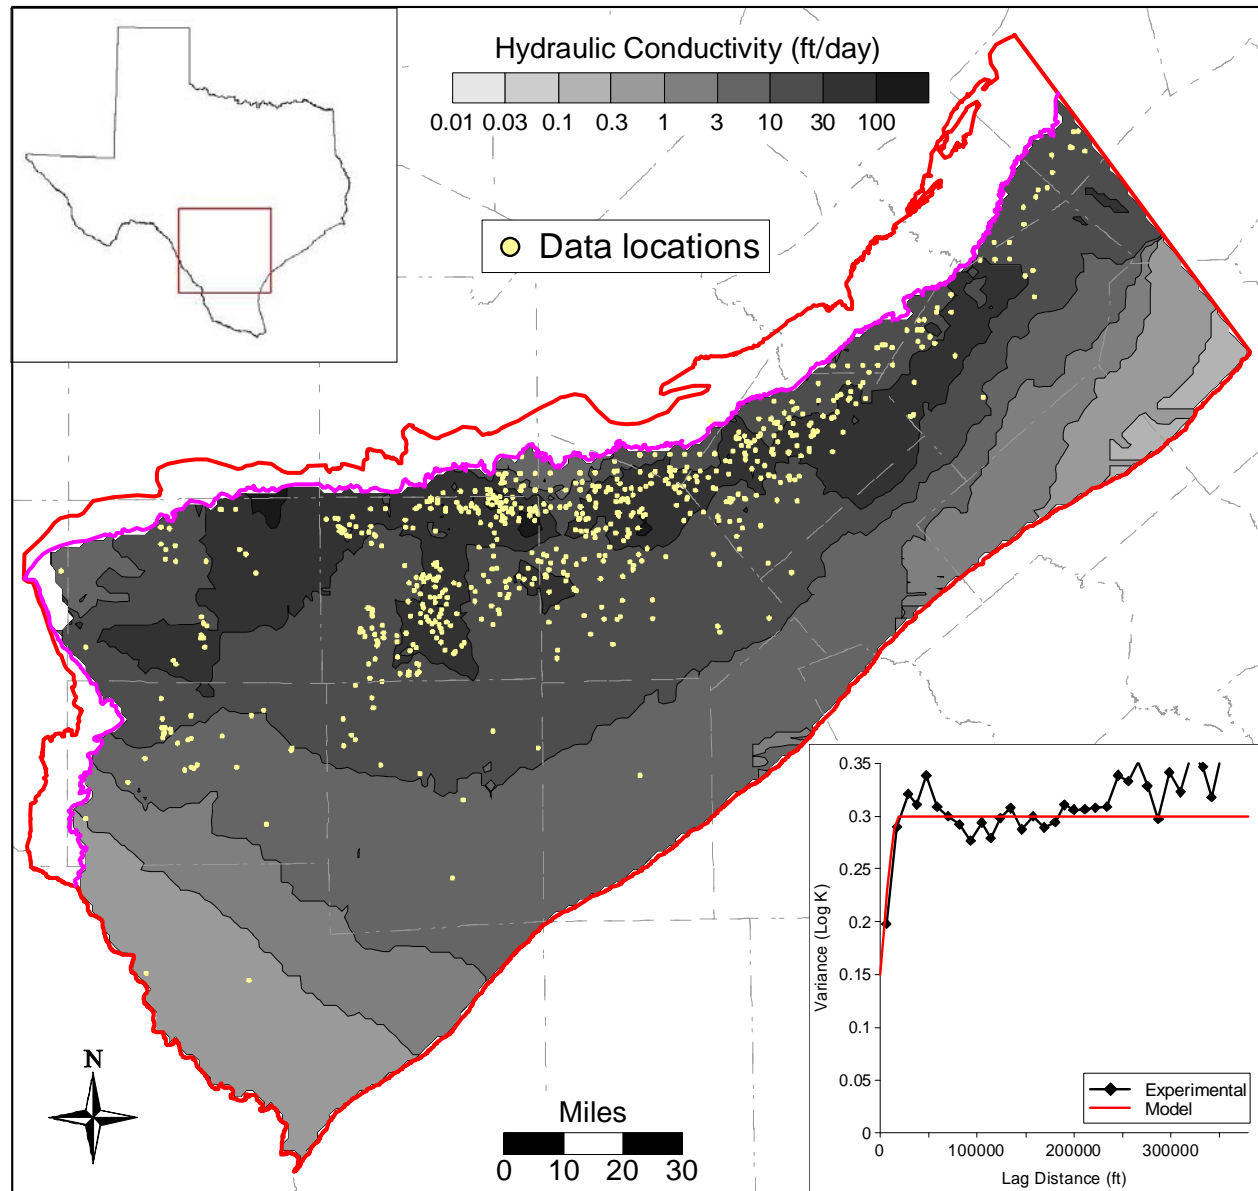 Hydraulic Conductivity (ft/day)
0.01 0.03 0.1 0.3 1 3 10 30 100
Data locations
N
Miles
0 10 20 30
0.35
0.3
0.25
0.2
0.15
0.1
0.05
0
Variance (Log K)
Experimental
Model
0 100000 200000 300000
Lag Distance (ft)